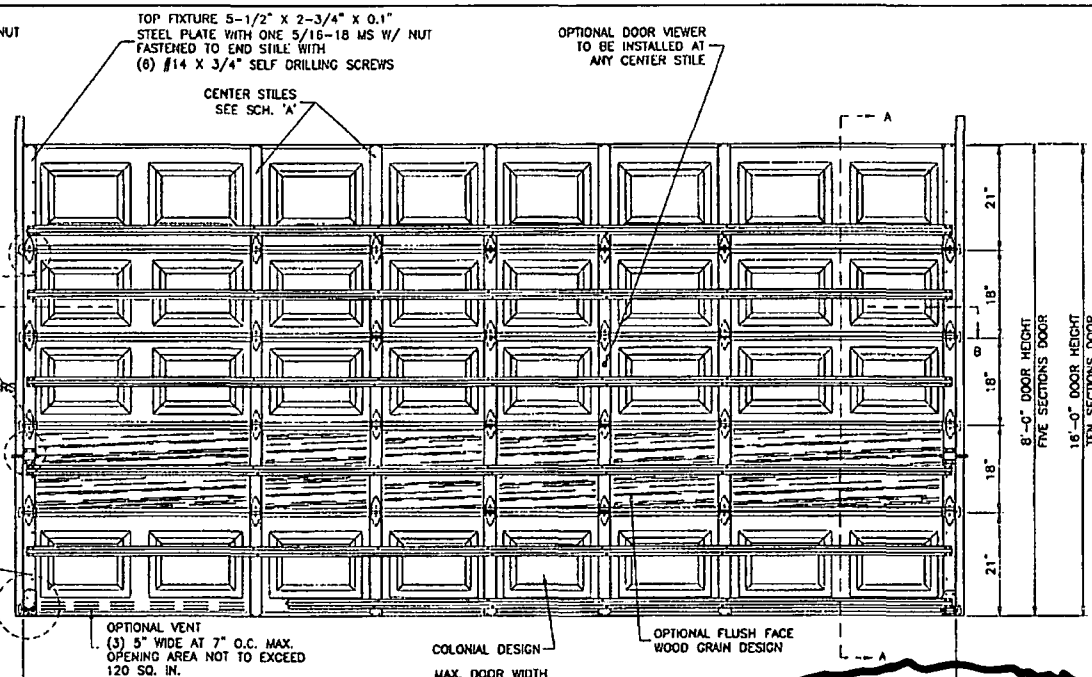 NUT
TOP FIXTURE 5-1/2" X 2-3/4" X 0.1"
STEEL PLATE WITH ONE 5/16-18 MS W/ NUT
FASTENED TO END STILE WITH
(6) #14 X 3/4" SELF DRILLING SCREWS
OPTIONAL DOOR VIEWER
TO BE INSTALLED AT
ANY CENTER STILE
CENTER STILES
SEE SCH. 'A'
A
21"
18"
B
18"
18"
21"
8'-0" DOOR HEIGHT
FIVE SECTIONS DOOR
16'-0" DOOR HEIGHT
TEN SECTIONS DOOR
OPTIONAL VENT
(3) 5" WIDE AT 7" O.C. MAX.
OPENING AREA NOT TO EXCEED
120 SQ. IN.
COLONIAL DESIGN
OPTIONAL FLUSH FACE
WOOD GRAIN DESIGN
A
MAX. DOOR WIDTH